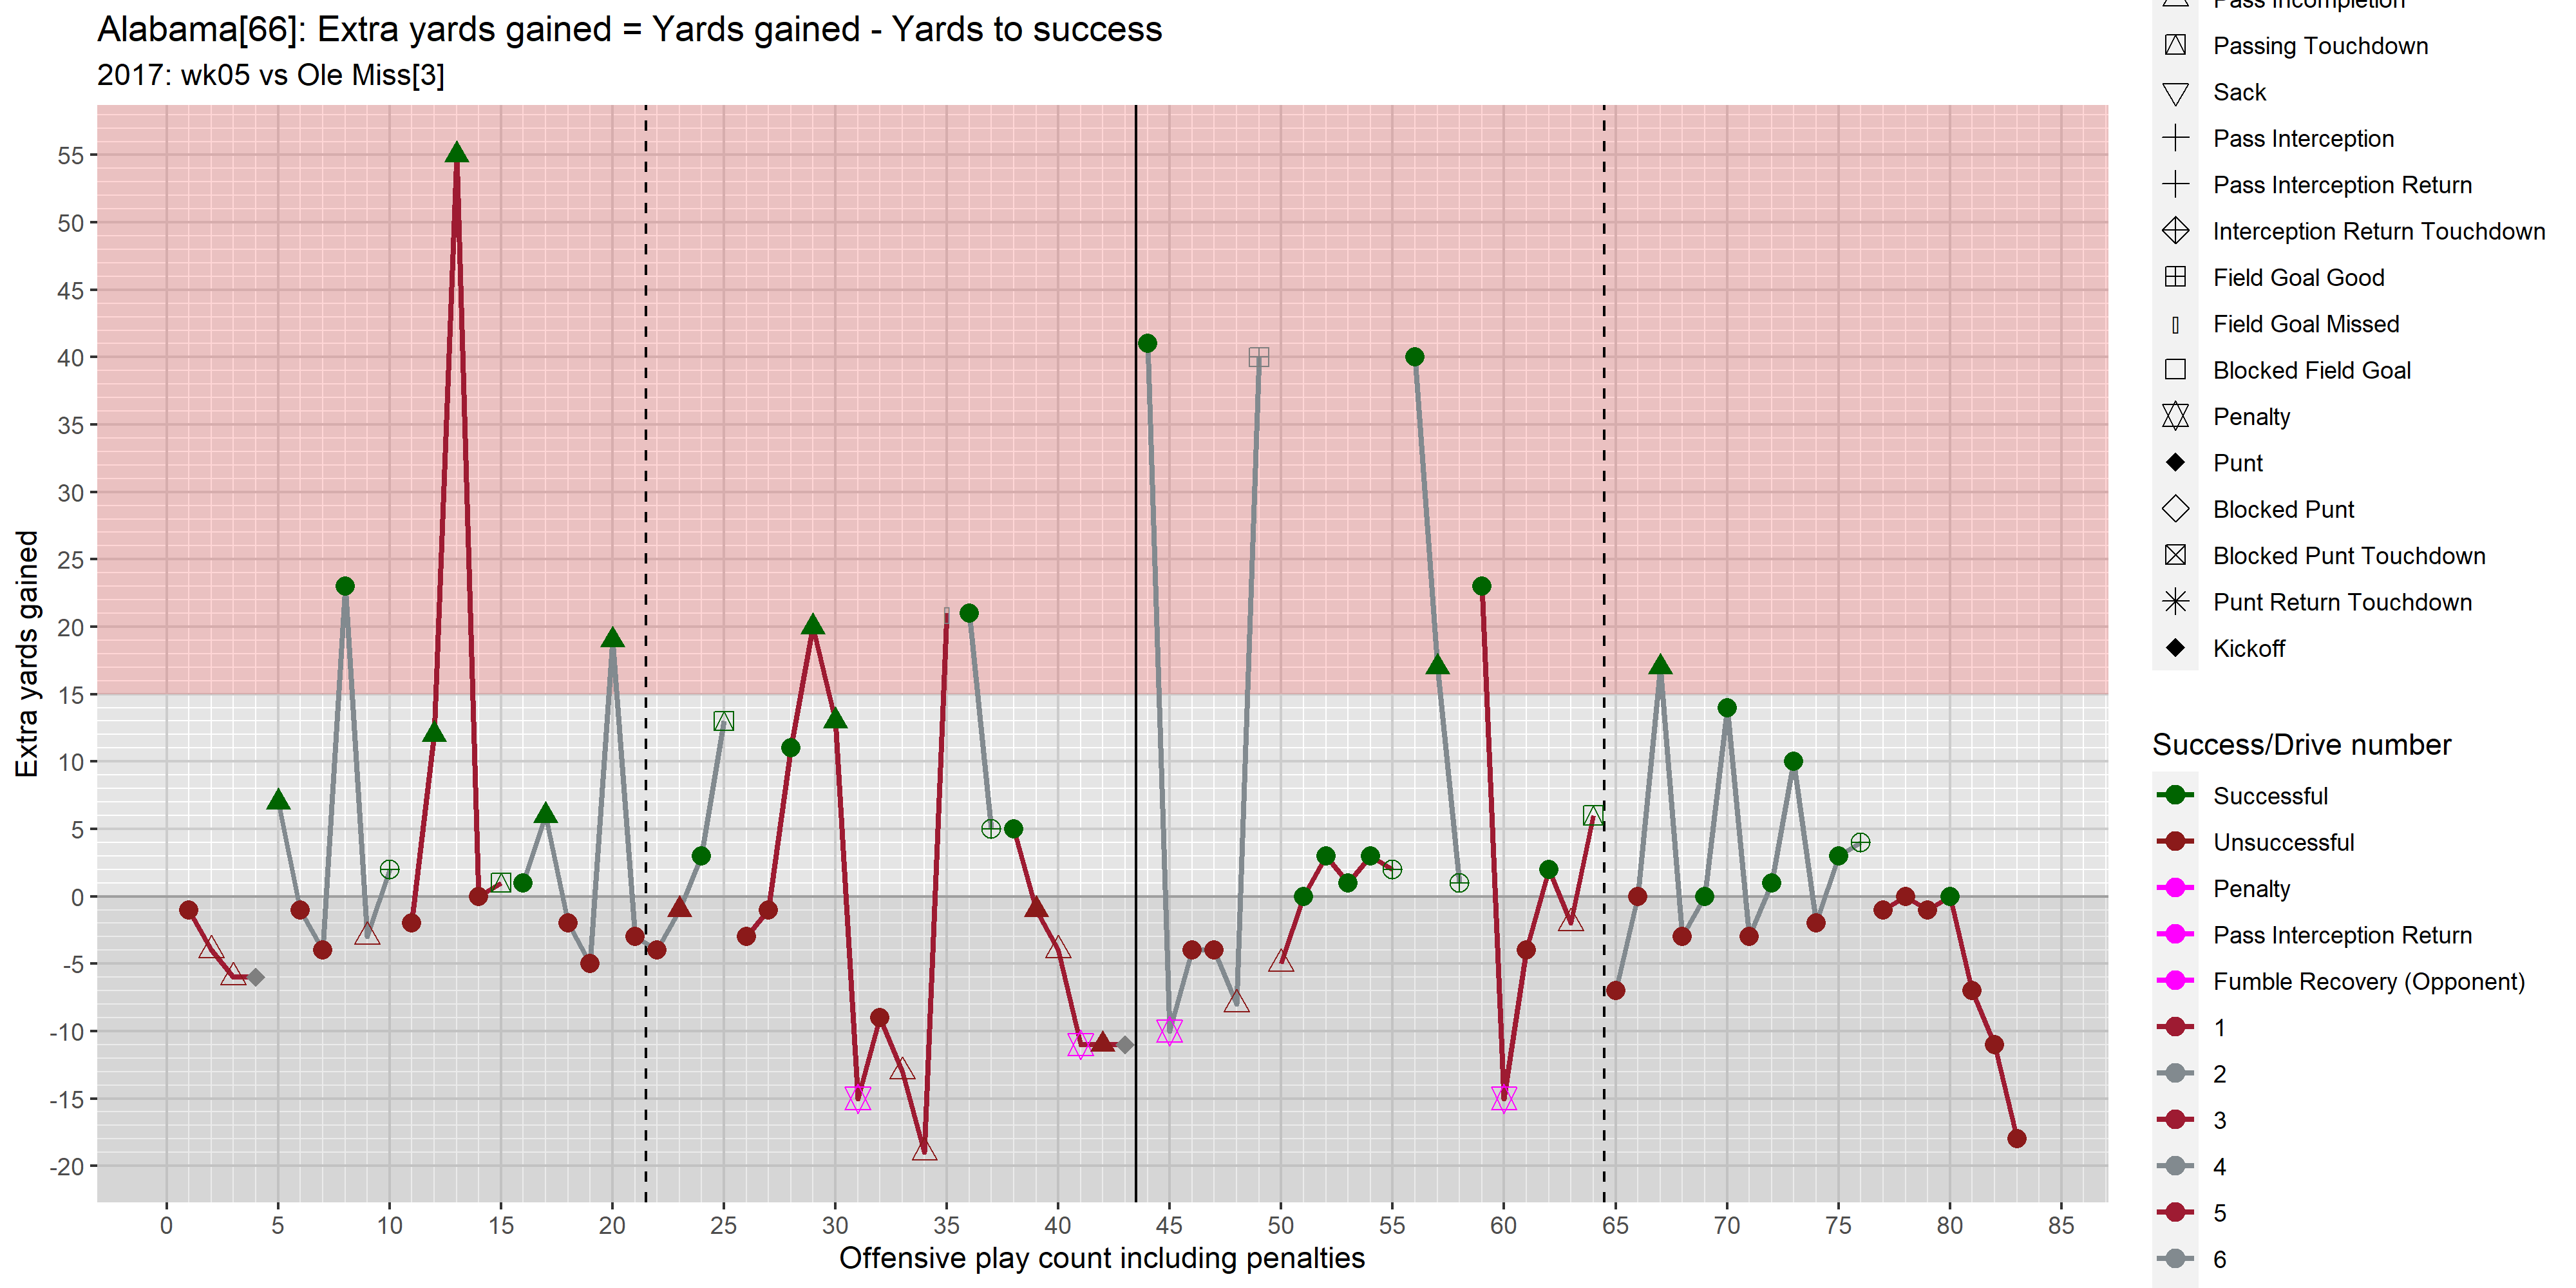 Alabama[66]: Extra yards gained = Yards gained - Yards to success
2017: wk05 vs Ole Miss[3]
Extra yards gained
55
50
45
40
35
30
25
20
15
10
5
0
-5
-10
-15
-20
0 5 10 15 20 25 30 35 40 45 50 55 60 65 70 75 80 85
Offensive play count including penalties
Pass Incompletion
Passing Touchdown
Sack
Pass Interception
Pass Interception Return
Interception Return Touchdown
Field Goal Good
Field Goal Missed
Blocked Field Goal
Penalty
Punt
Blocked Punt
Blocked Punt Touchdown
Punt Return Touchdown
Kickoff
Success/Drive number
Successful
Unsuccessful
Penalty
Pass Interception Return
Fumble Recovery (Opponent)
1
2
3
4
5
6